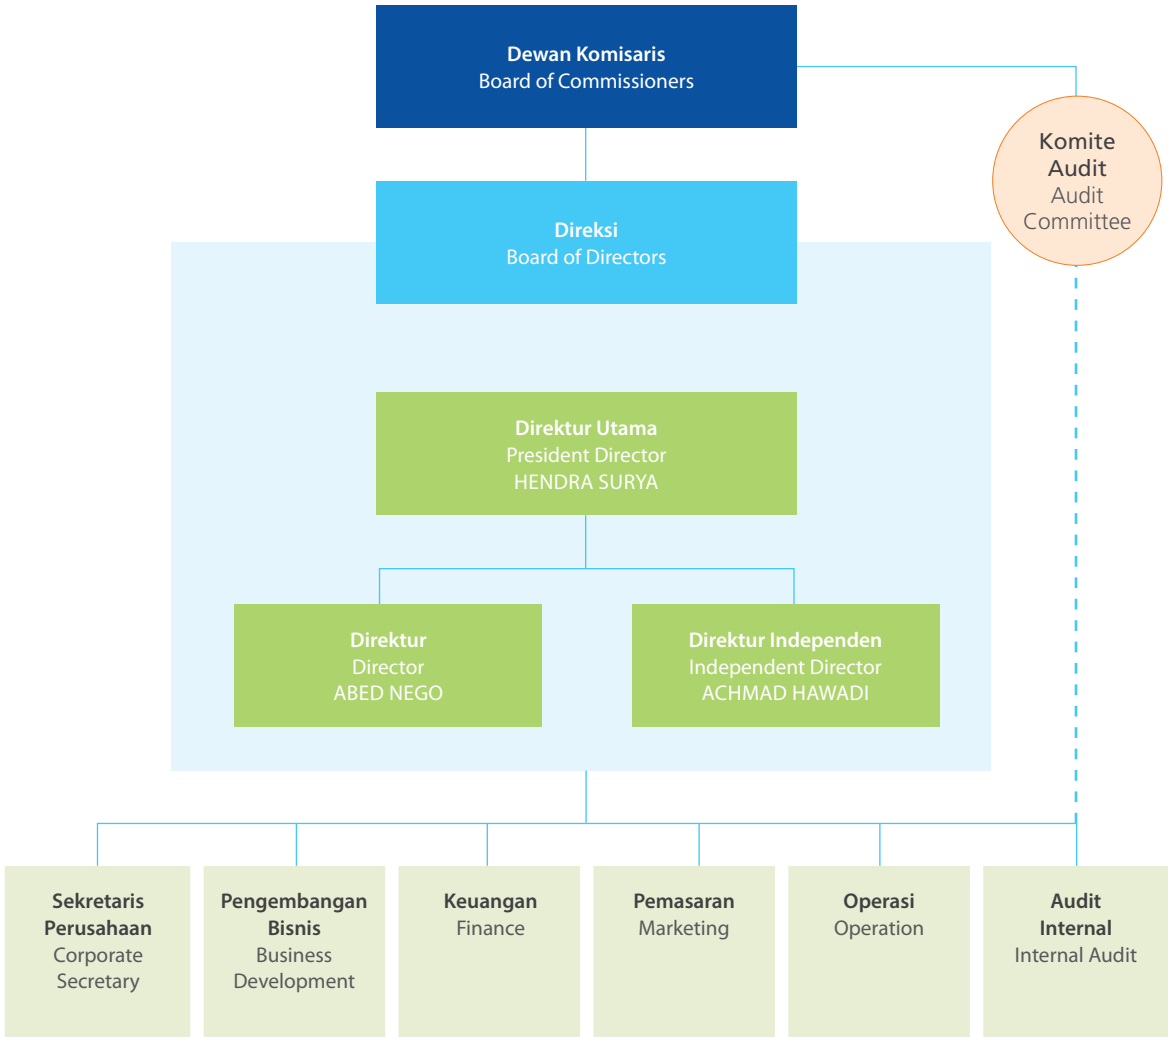 Dewan Komisaris
Board of Commissioners
Komite
Audit
Audit
Committee
Direksi
Board of Directors
Direktur Utama
President Director
HENDRA SURYA
Direktur
Director
ABED NEGO
Direktur Independen
Independent Director
ACHMAD HAWADI
Sekretaris
Perusahaan
Corporate
Secretary
Pengembangan
Bisnis
Business
Development
Keuangan
Finance
Pemasaran
Marketing
Operasi
Operation
Audit
Internal
Internal Audit